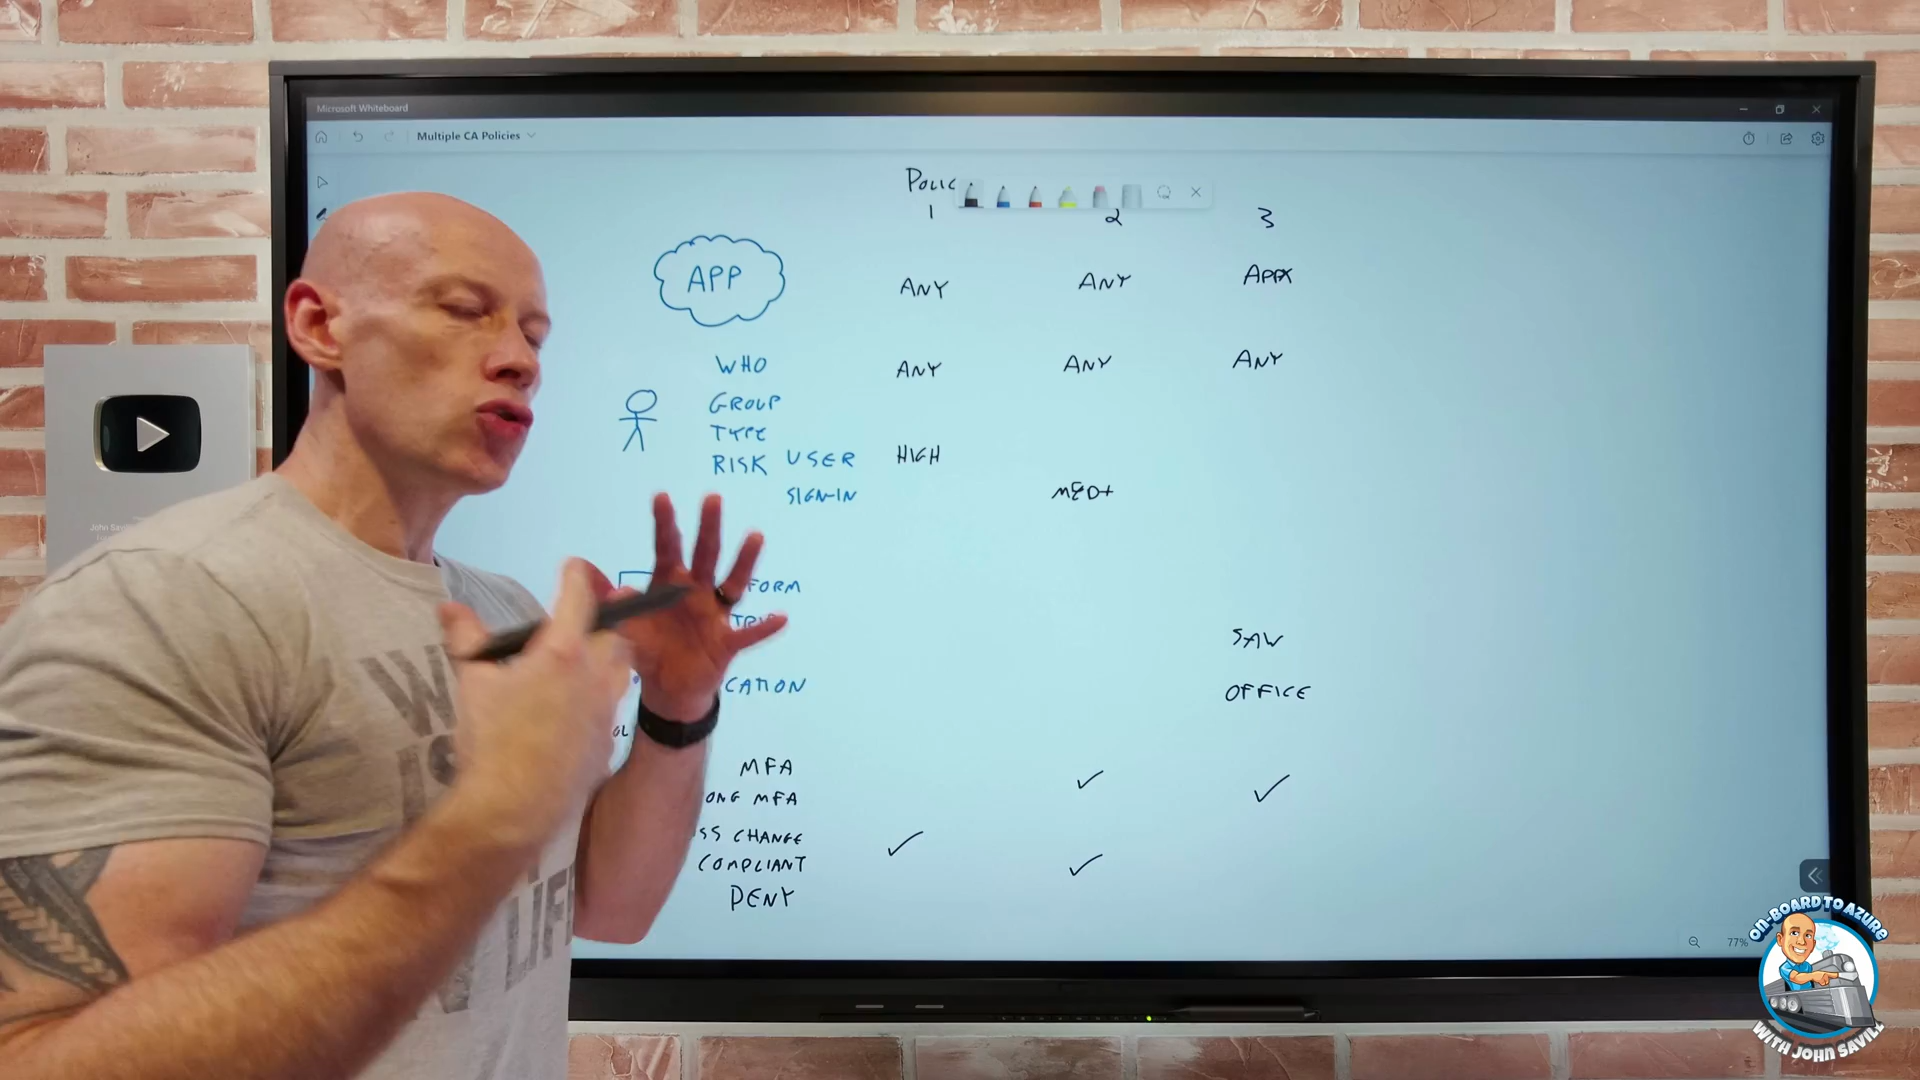 Microsoft Whiteboard
Multiple CA Policies
POLIC
1 2 3
APP ANY ANY APPX
WHO ANY ANY ANY
GROUP
TYPE
RISK USER HIGH
SIGN-IN MED+
FORM
SAW
CATION OFFICE
MFA
ONG MFA
SS CHANGE
COMPLIANT
DENY
77%
ON-BOARD TO AZURE
WITH JOHN SAVILL